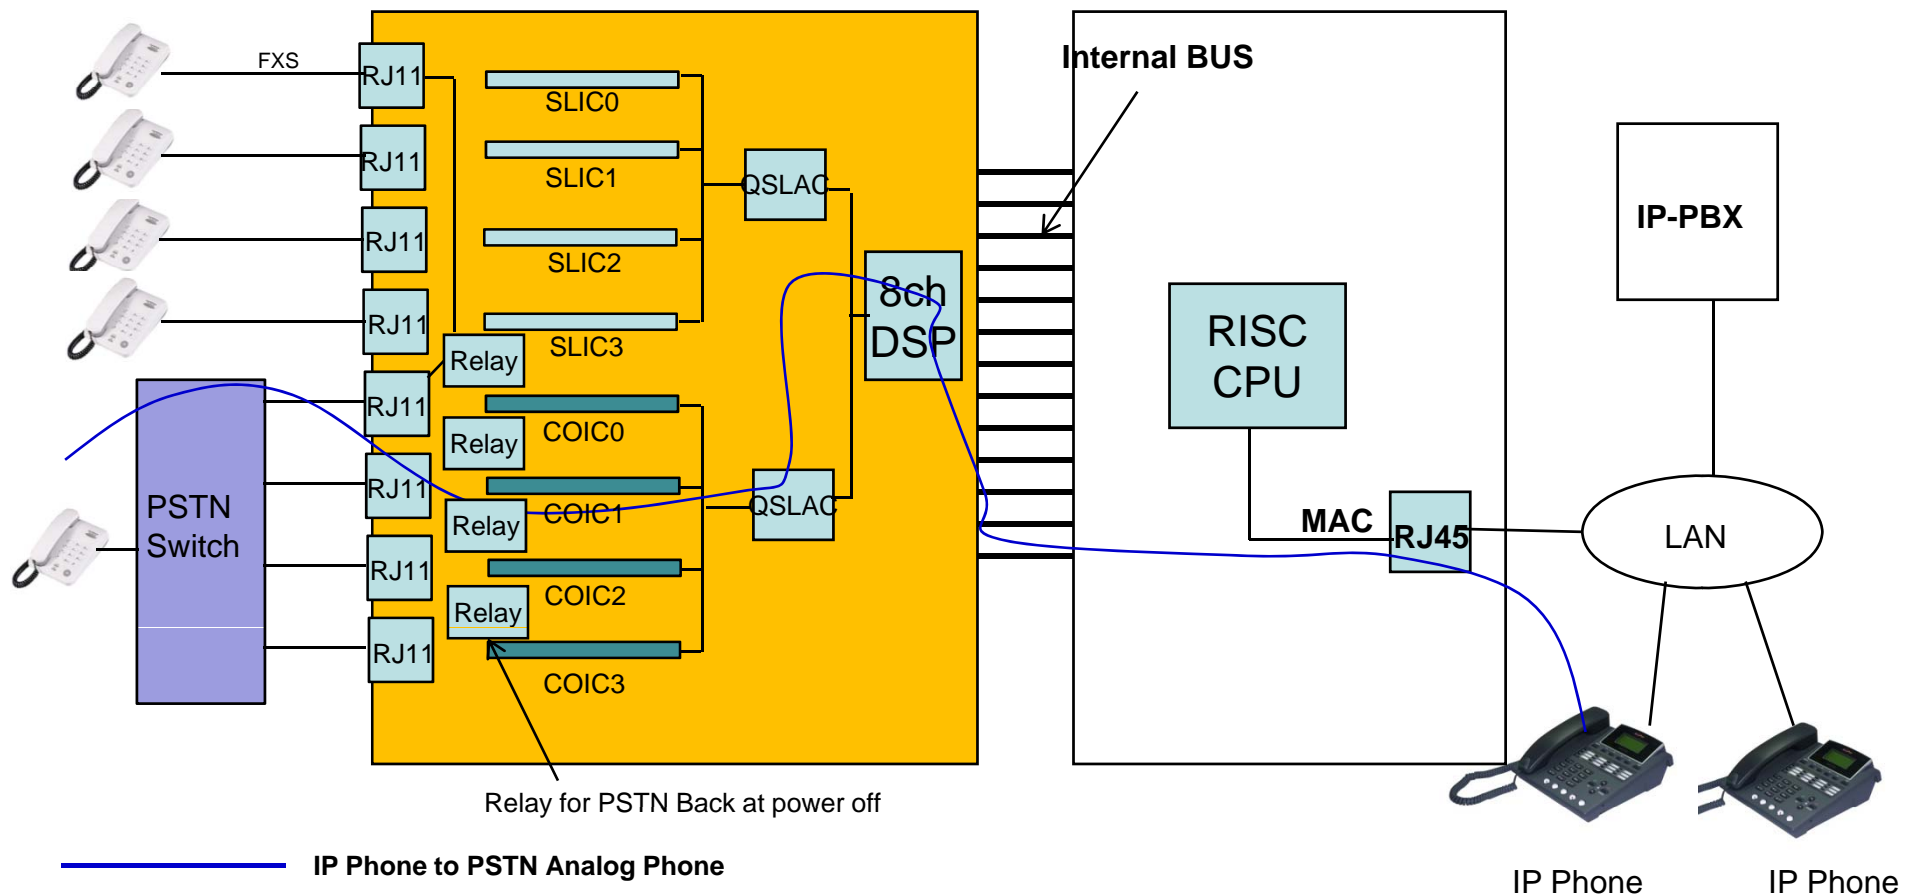 FXS
RJ11
SLIC0
Internal BUS
RJ11
SLIC1
QSLAC
IP-PBX
RJ11
SLIC2
8ch
DSP
RJ11
SLIC3
Relay
RISC
CPU
RJ11
COIC0
Relay
RJ11
COIC1
QSLAC
PSTN
Switch
Relay
MAC
RJ45
LAN
RJ11
COIC2
Relay
RJ11
COIC3
Relay for PSTN Back at power off
IP Phone to PSTN Analog Phone
IP Phone
IP Phone